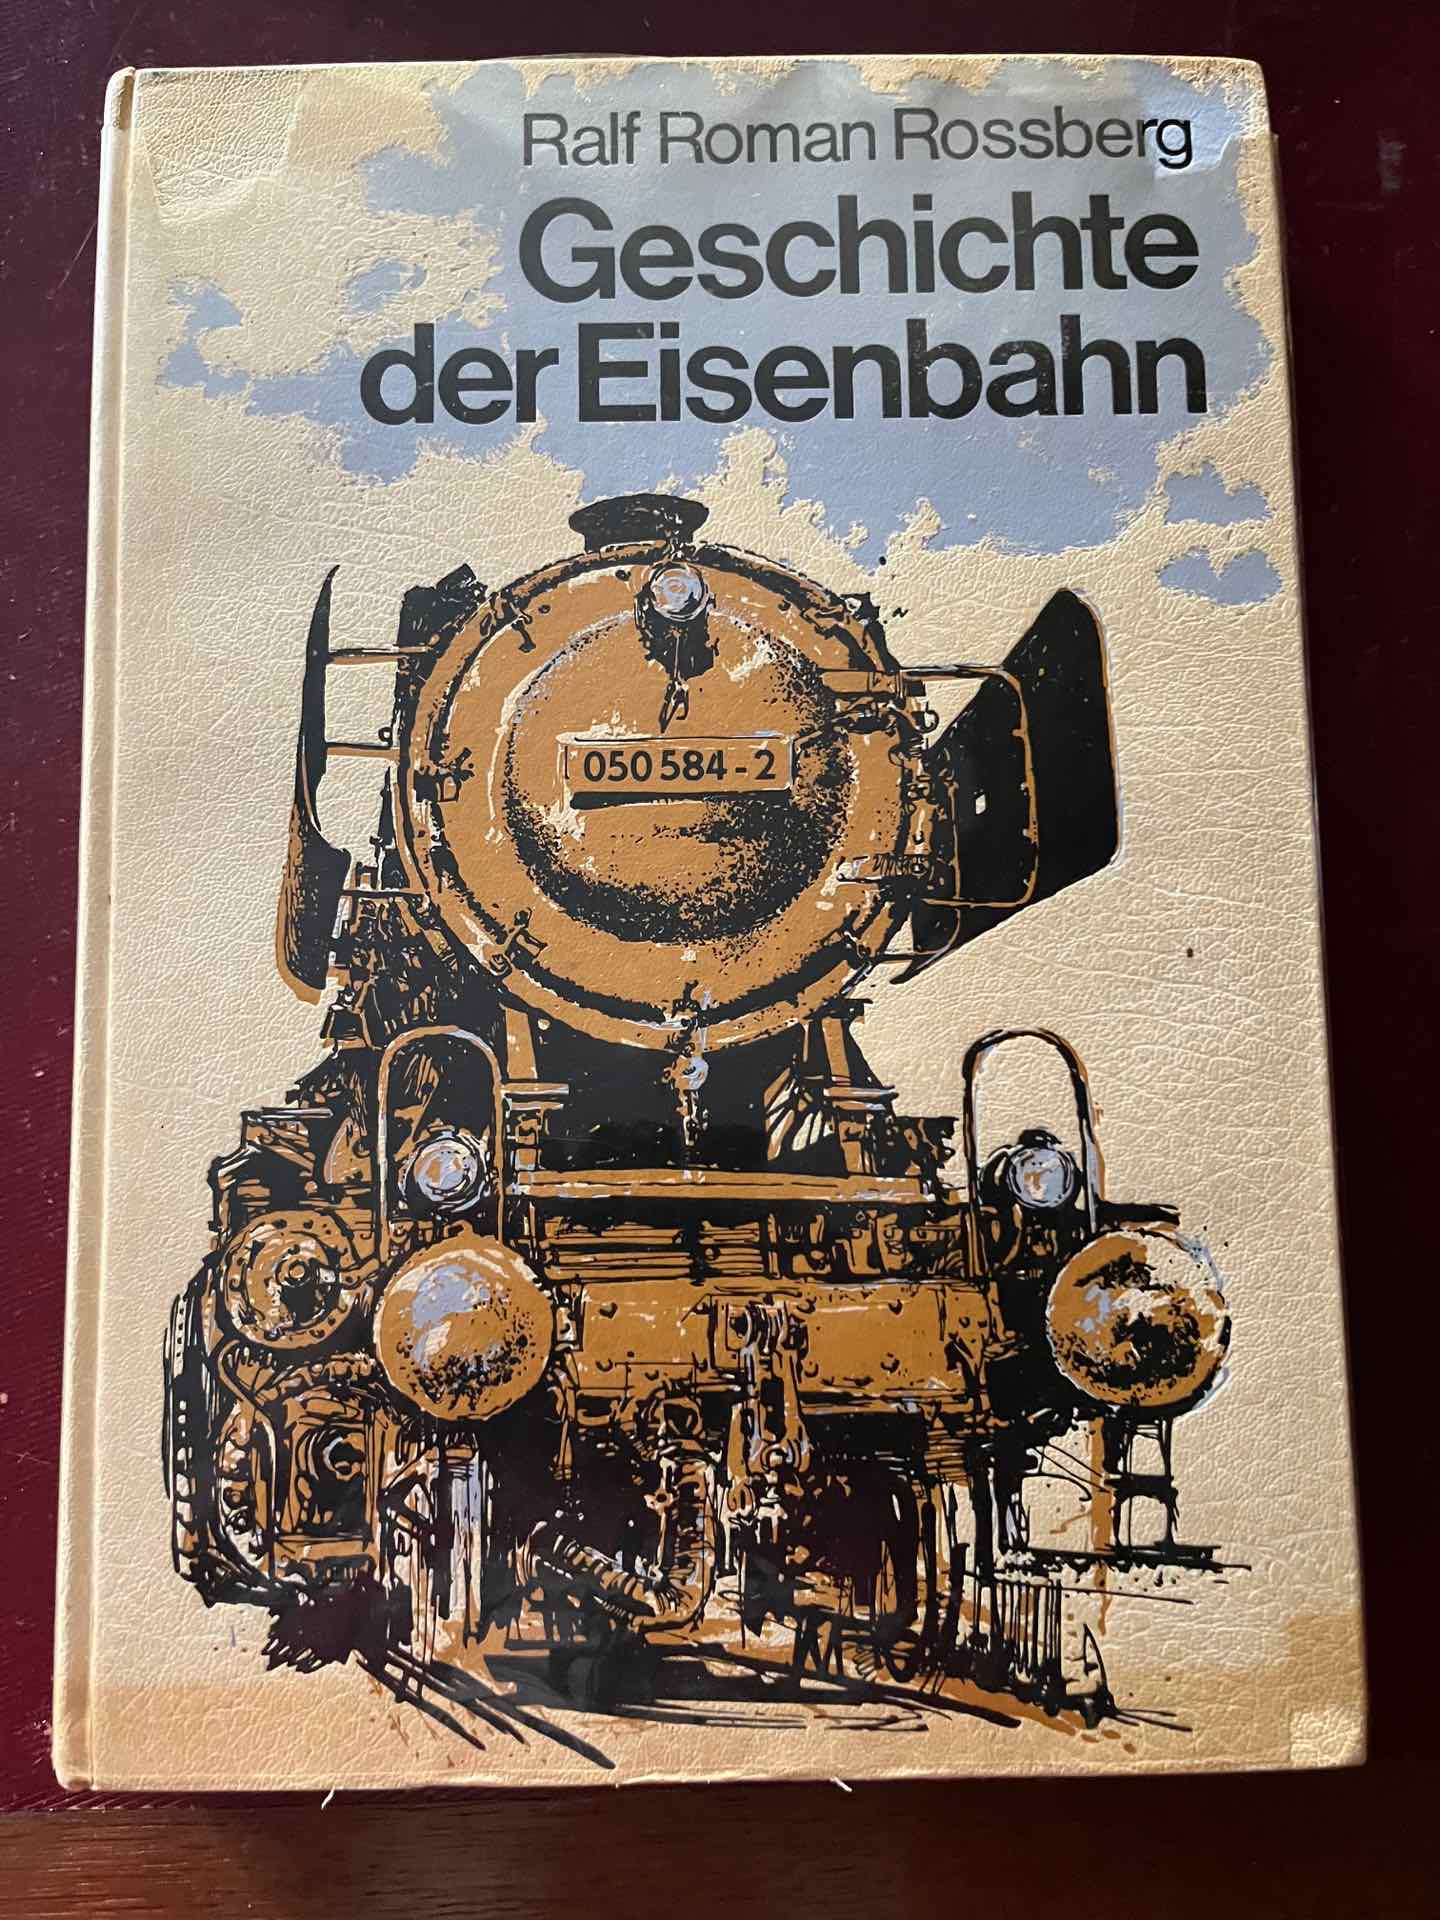 Ralf Roman Rossberg
Geschichte
der Eisenbahn
050 584-2